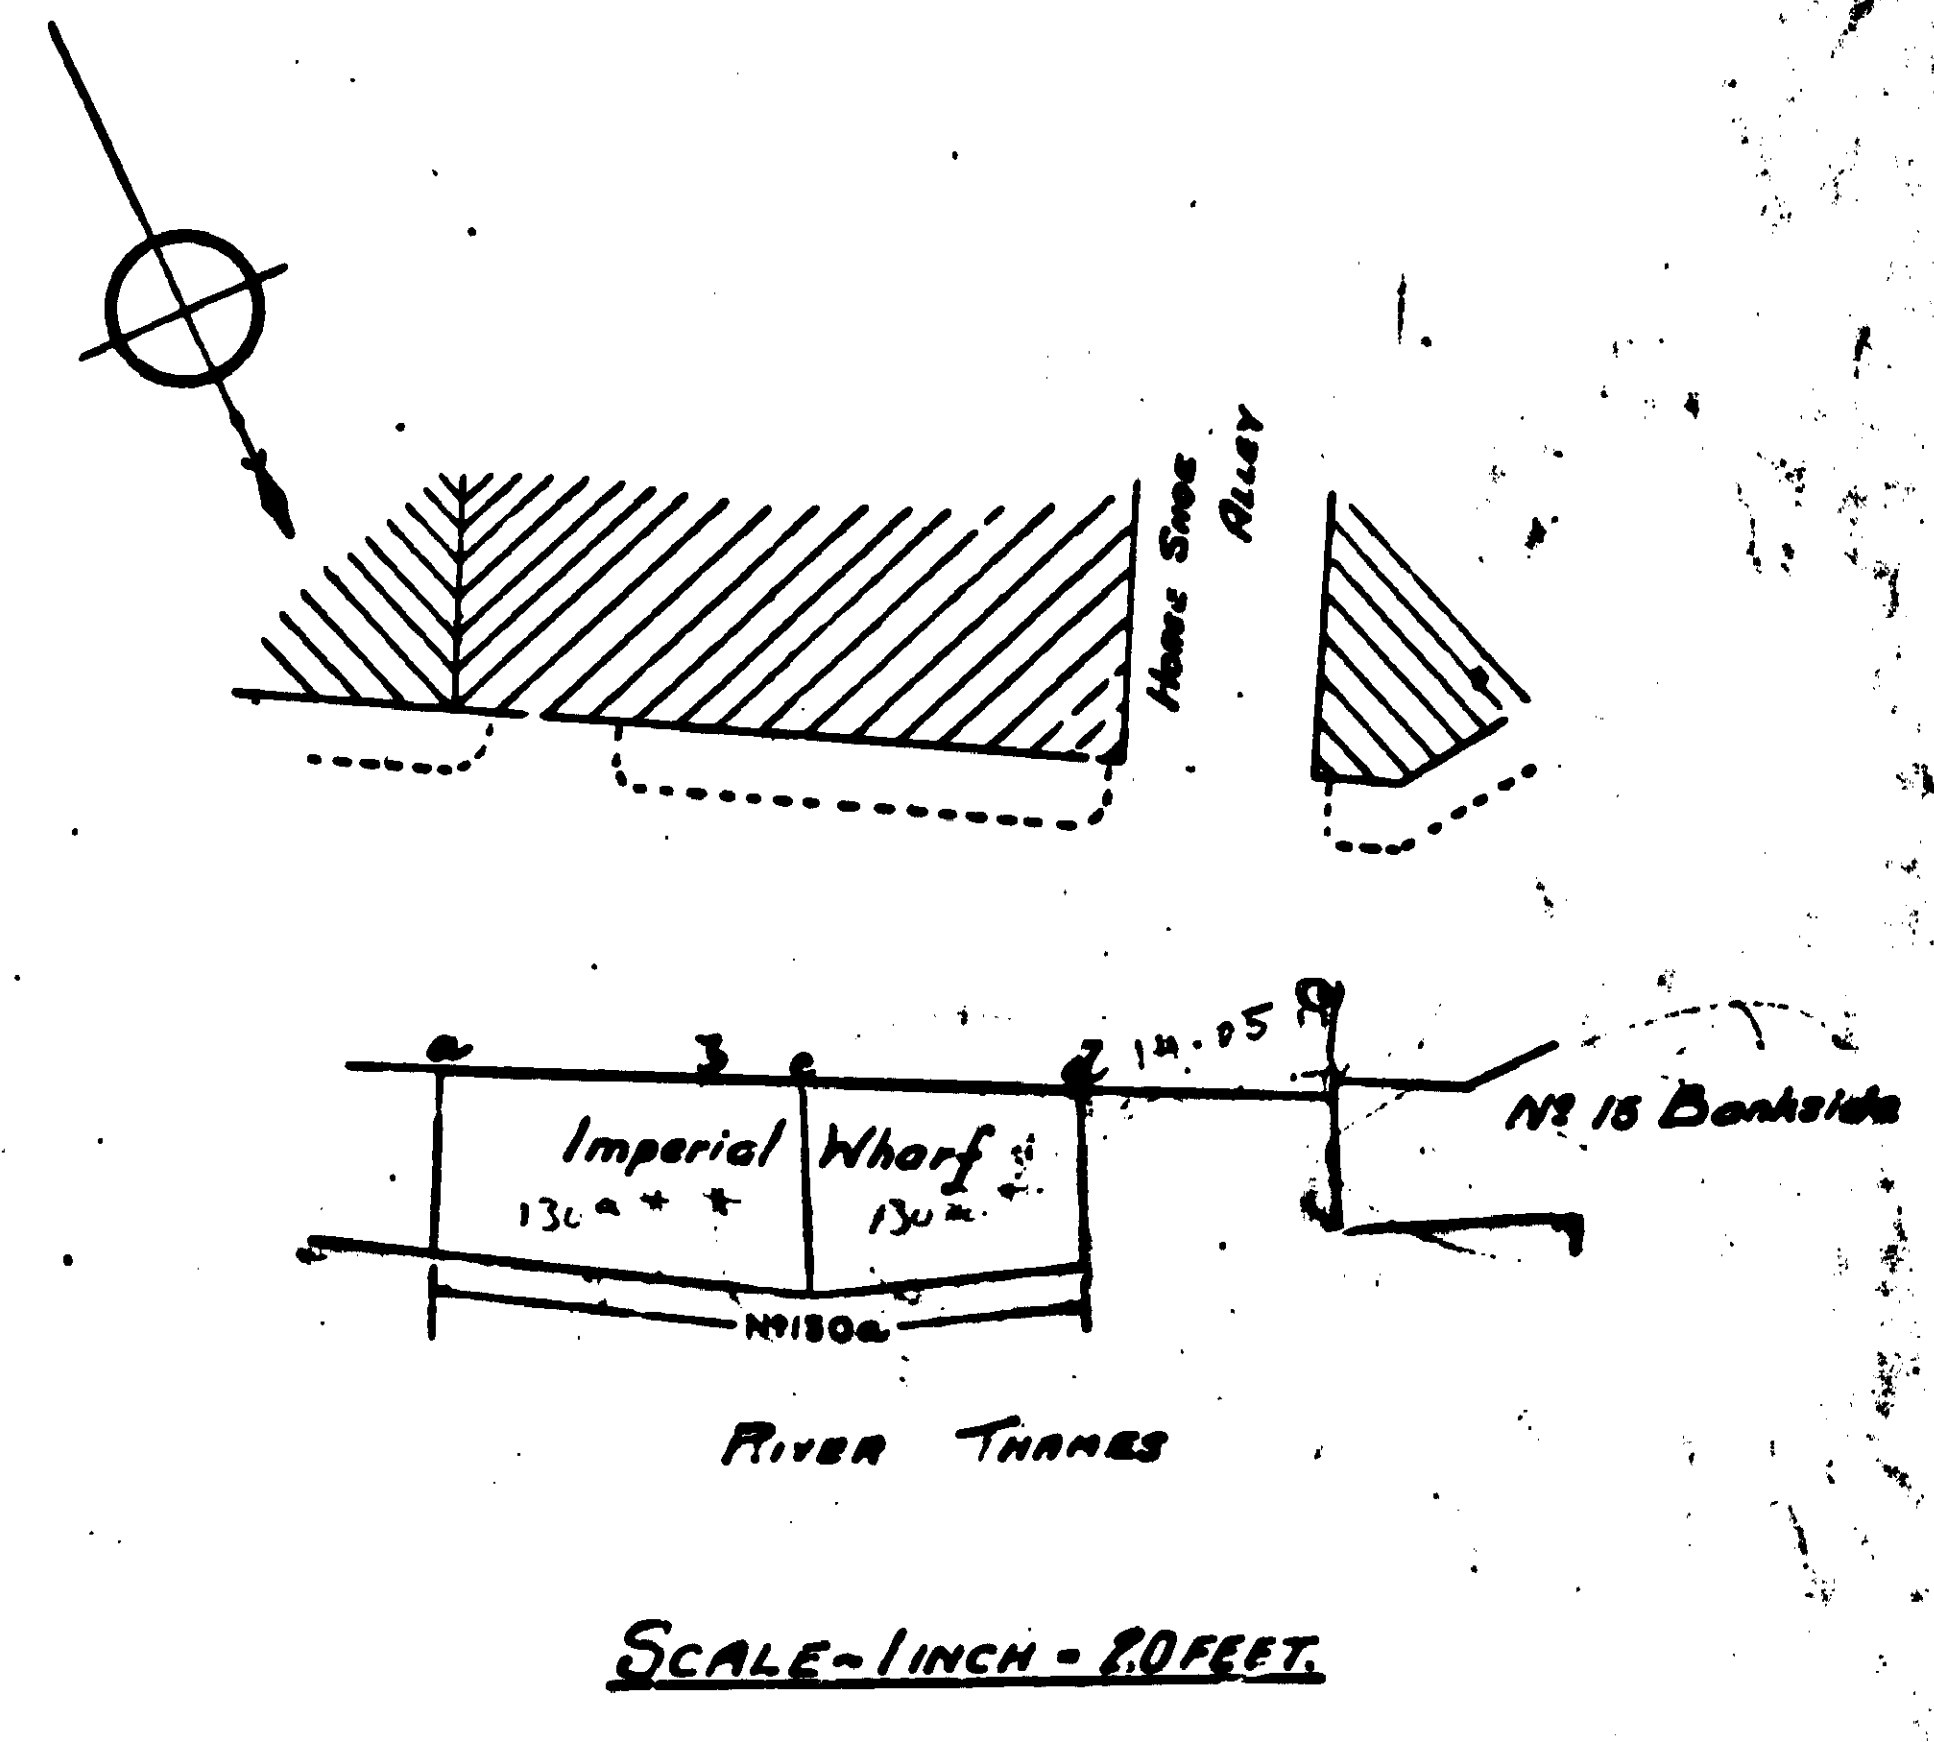 HORSE SHOE
ALLEY
a
3
c
d
14.05
No 15 Bankside
Imperial Wharf
130a
No 130a
RIVER THAMES
SCALE - 1 INCH - 20 FEET.